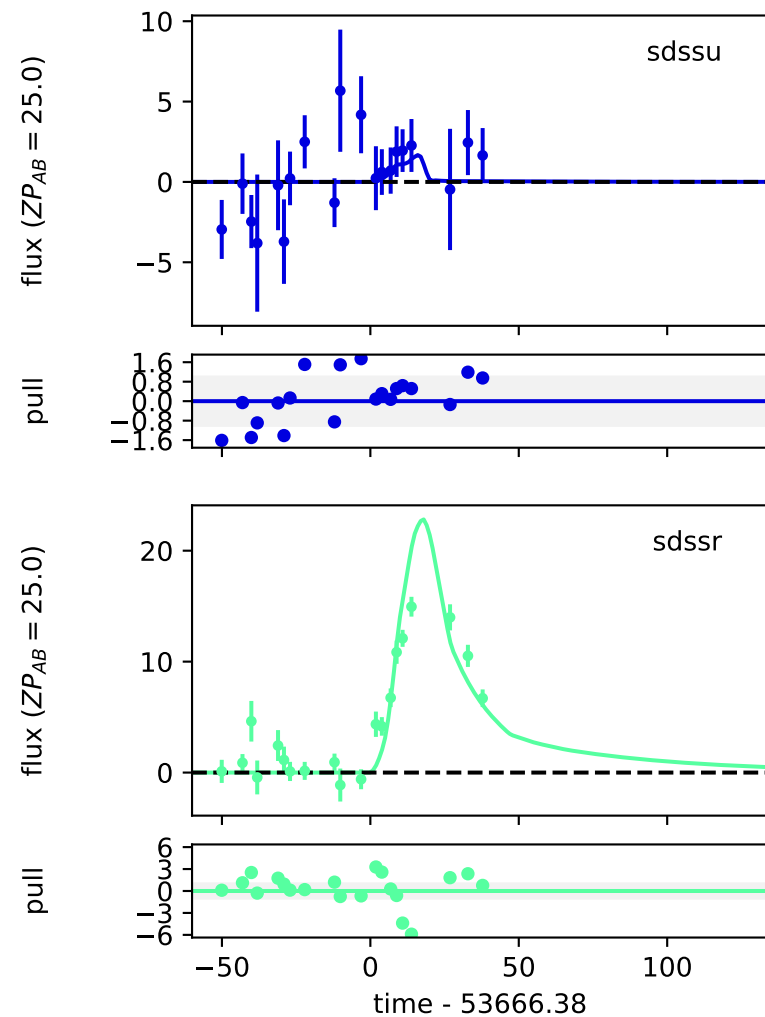 10
5
0
−5
flux (ZP_AB = 25.0)
sdssu
1.6
0.8
0.0
−0.8
−1.6
pull
20
10
0
flux (ZP_AB = 25.0)
sdssr
6
3
0
−3
−6
pull
−50 0 50 100
time - 53666.38